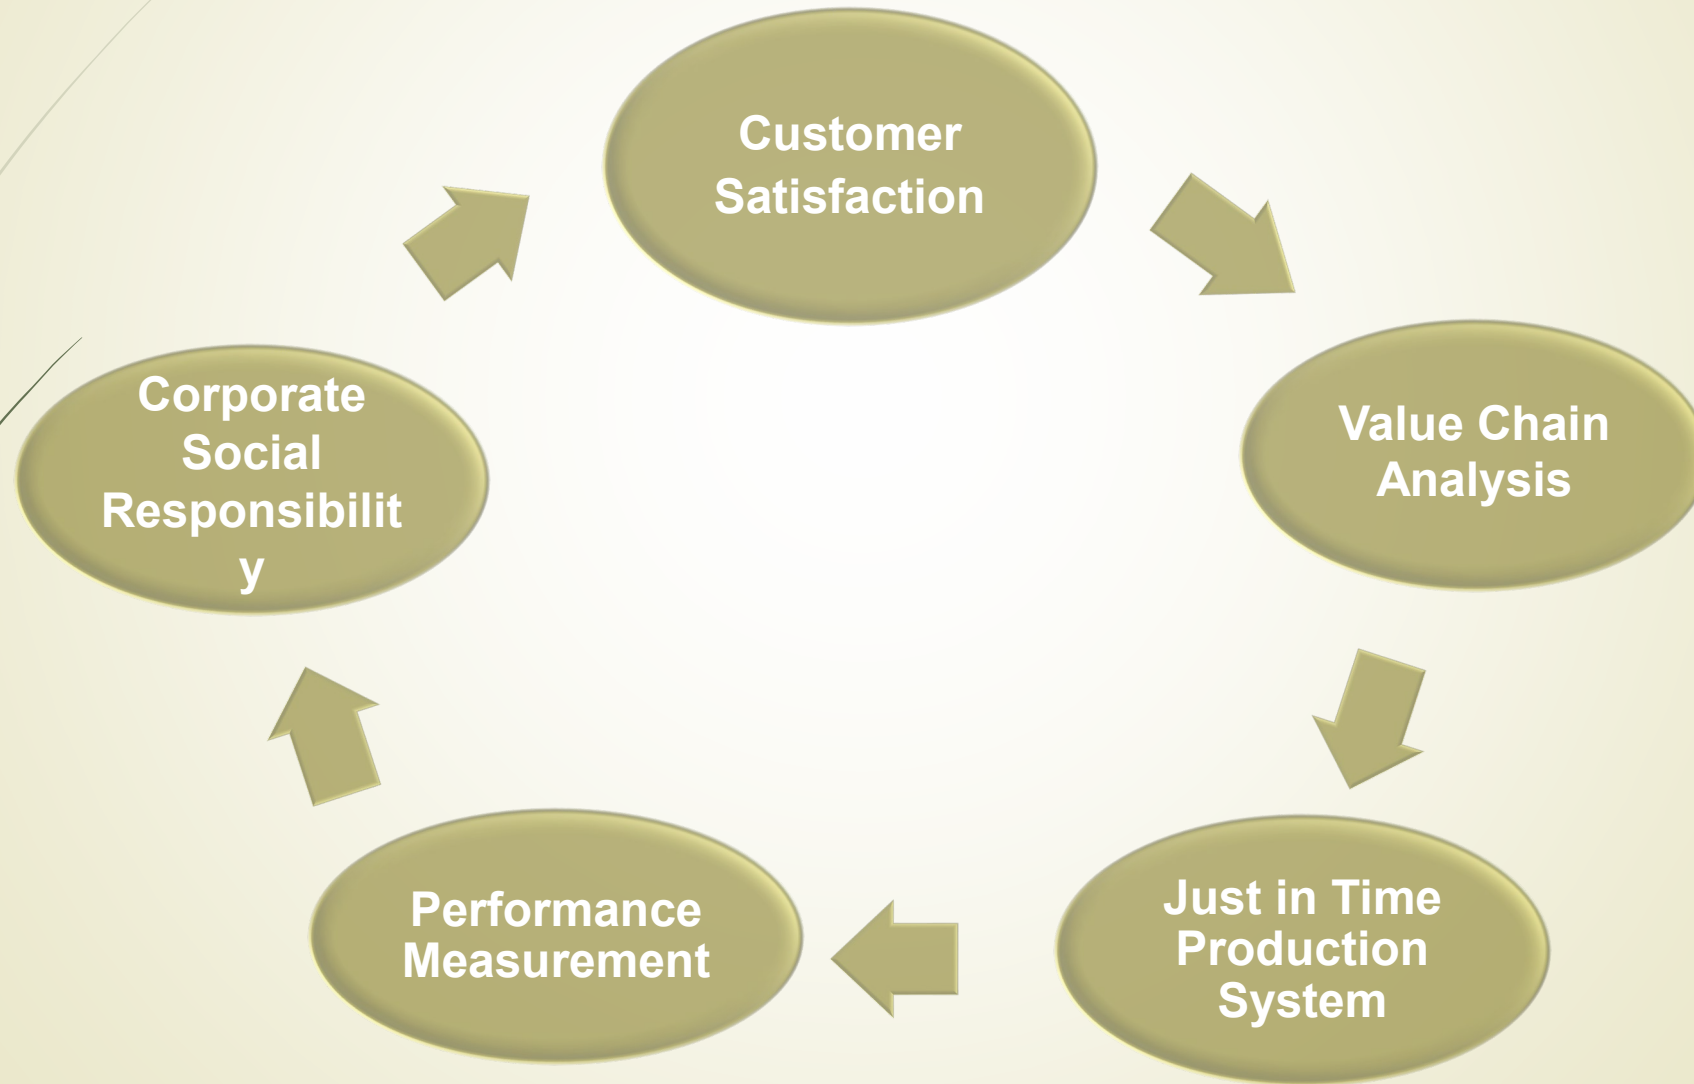 Customer
Satisfaction
Value Chain
Analysis
Just in Time
Production
System
Performance
Measurement
Corporate
Social
Responsibilit
y